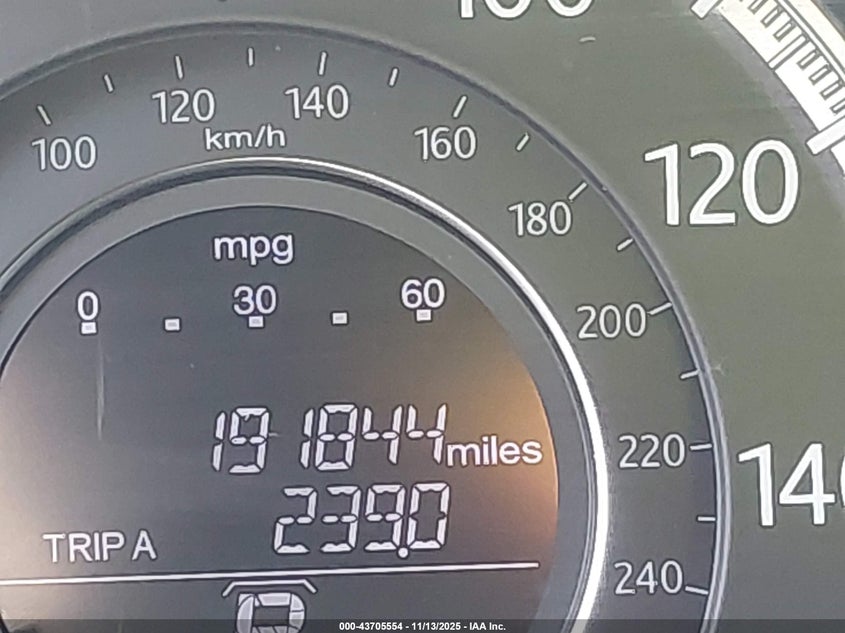 100 120 140 160 180 200 220 240
km/h
120
mpg
0 30 60
191844 miles
239.0
TRIP A
000-43705554 - 11/13/2025 - IAA Inc.